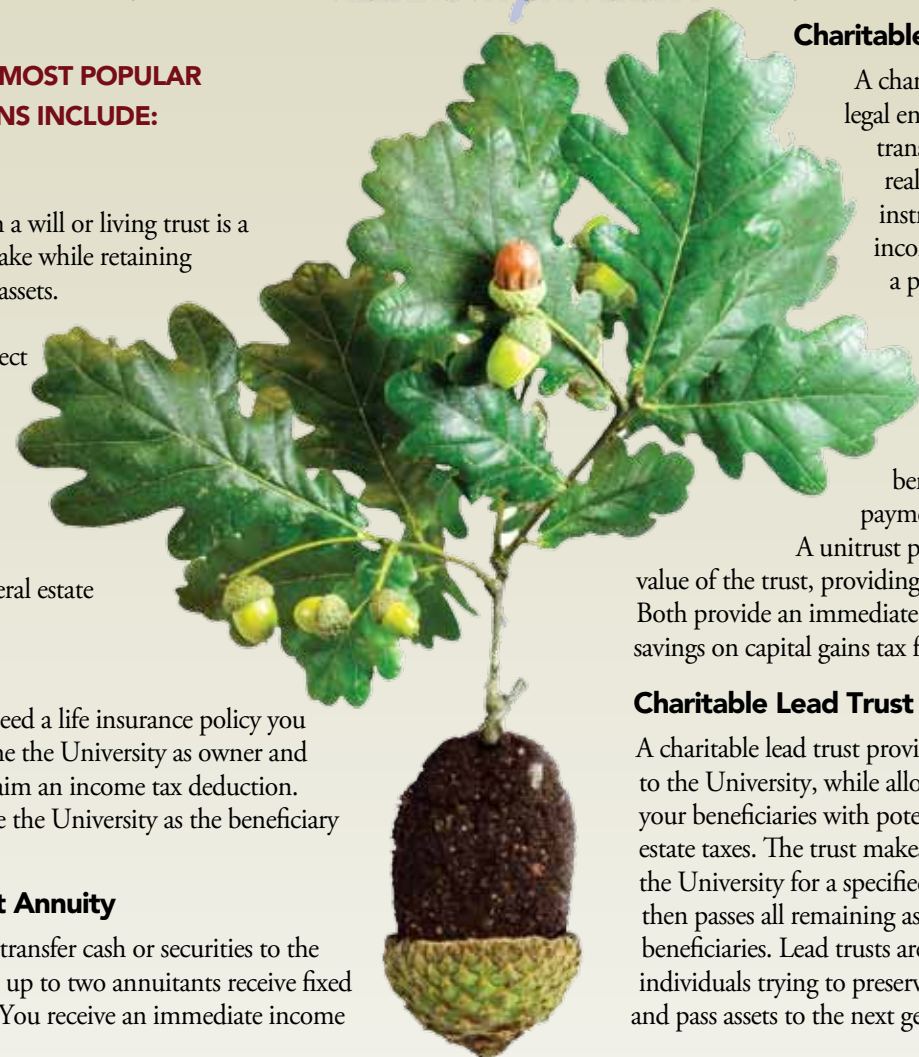 MOST POPULAR
NS INCLUDE:
a will or living trust is a
ake while retaining
assets.
ect
eral estate
eed a life insurance policy you
ne the University as owner and
aim an income tax deduction.
e the University as the beneficiary
t Annuity
transfer cash or securities to the
up to two annuitants receive fixed
You receive an immediate income
Charitable
A char
legal en
trans
real
instr
incom
a p
ben
payme
A unitrust p
value of the trust, providing
Both provide an immediate
savings on capital gains tax f
Charitable Lead Trust
A charitable lead trust provi
to the University, while allo
your beneficiaries with pote
estate taxes. The trust makes
the University for a specified
then passes all remaining as
beneficiaries. Lead trusts are
individuals trying to preserv
and pass assets to the next ge